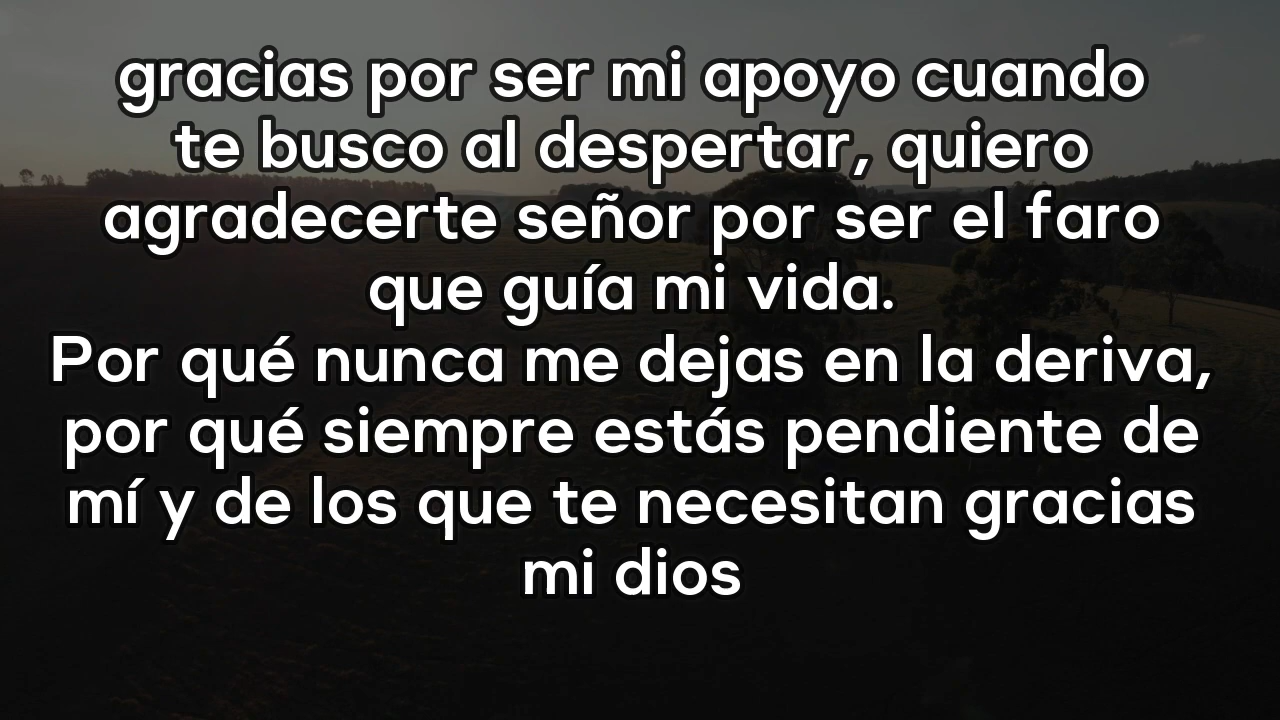 gracias por ser mi apoyo cuando
te busco al despertar, quiero
agradecerte señor por ser el faro
que guía mi vida.
Por qué nunca me dejas en la deriva,
por qué siempre estás pendiente de
mí y de los que te necesitan gracias
mi dios